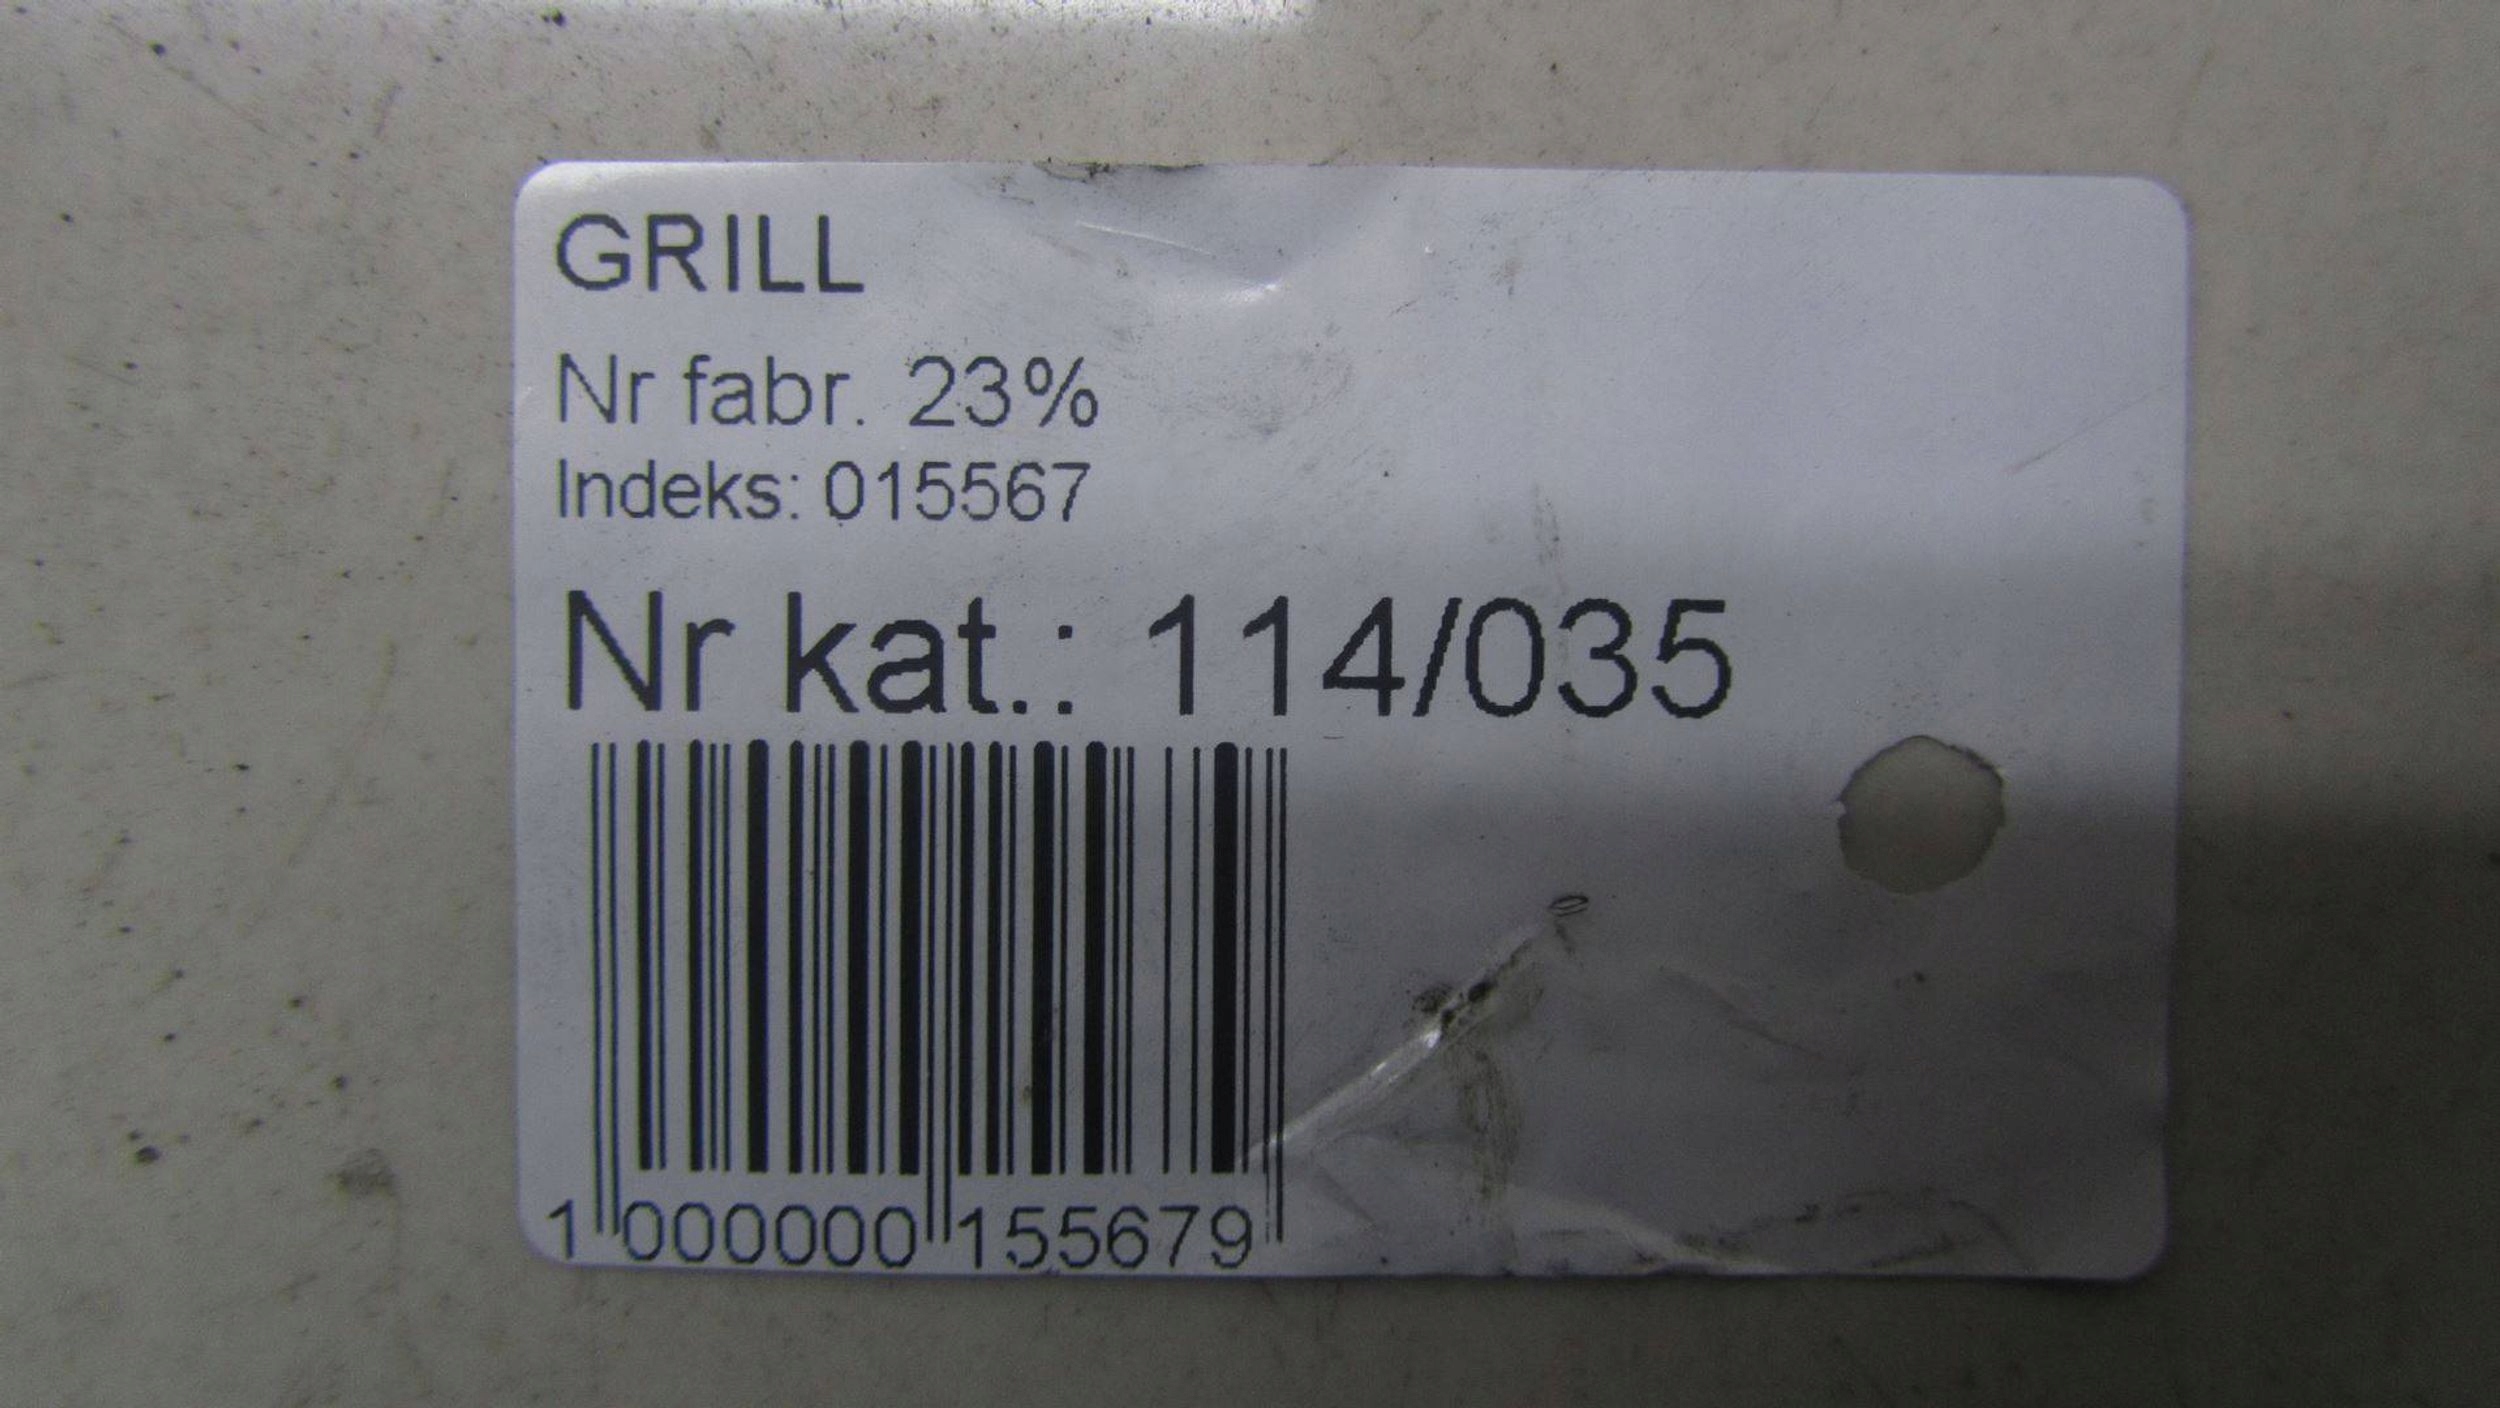 GRILL
Nr fabr. 23%
Indeks: 015567
Nr kat.: 114/035
1 000000 155679